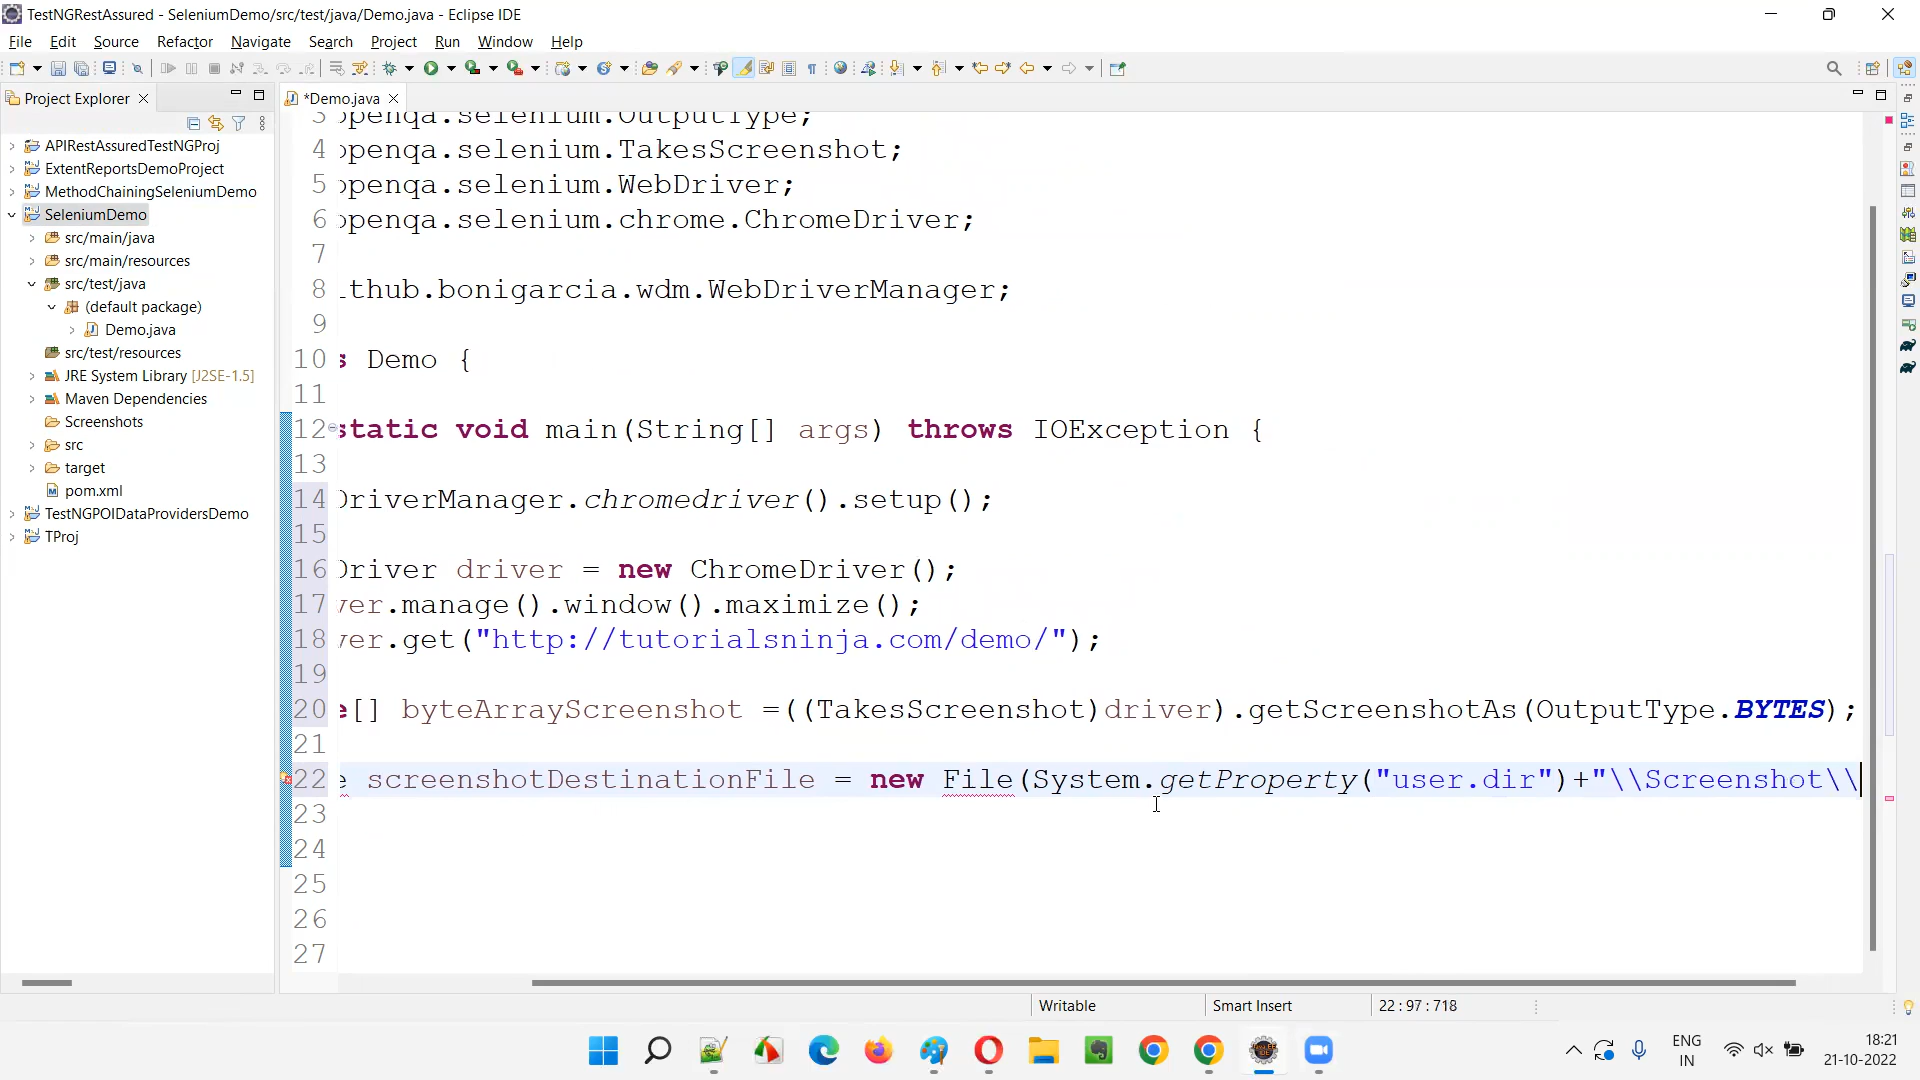 TestNGRestAssured - SeleniumDemo/src/test/java/Demo.java - Eclipse IDE
File Edit Source Refactor Navigate Search Project Run Window Help
Project Explorer
*Demo.java
APIRestAssuredTestNGProj
ExtentReportsDemoProject
MethodChainingSeleniumDemo
SeleniumDemo
src/main/java
src/main/resources
src/test/java
(default package)
Demo.java
src/test/resources
JRE System Library [J2SE-1.5]
Maven Dependencies
Screenshots
src
target
pom.xml
TestNGPOIDataProvidersDemo
TProj
3 openqa.selenium.OutputType;
4 openqa.selenium.TakesScreenshot;
5 openqa.selenium.WebDriver;
6 openqa.selenium.chrome.ChromeDriver;
7
8 ithub.bonigarcia.wdm.WebDriverManager;
9
10 s Demo {
11
12 static void main(String[] args) throws IOException {
13
14 DriverManager.chromedriver().setup();
15
16 Driver driver = new ChromeDriver();
17 ver.manage().window().maximize();
18 ver.get("http://tutorialsninja.com/demo/");
19
20 e[] byteArrayScreenshot =((TakesScreenshot)driver).getScreenshotAs(OutputType.BYTES);
21
22 e screenshotDestinationFile = new File(System.getProperty("user.dir")+"\\Screenshot\\
23
24
25
26
27
Writable Smart Insert 22 : 97 : 718
ENG
IN
18:21
21-10-2022